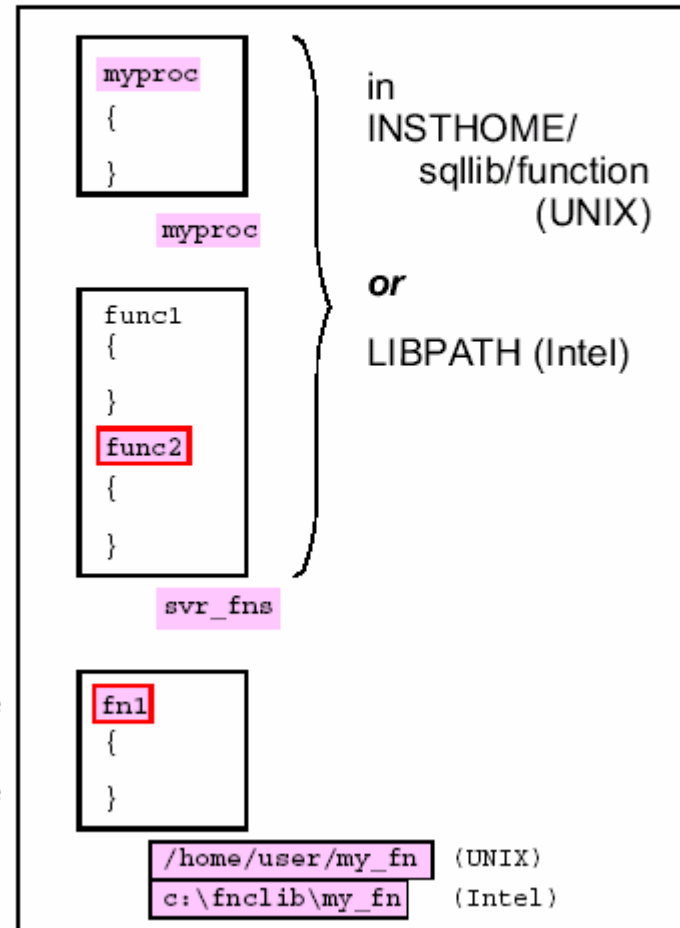 myproc
{
}
myproc
func1
{
}
func2
{
}
svr_fns
in
INSTHOME/
sqllib/function
(UNIX)
or
LIBPATH (Intel)
fn1
{
}
/home/user/my_fn (UNIX)
c:\fnclib\my_fn (Intel)